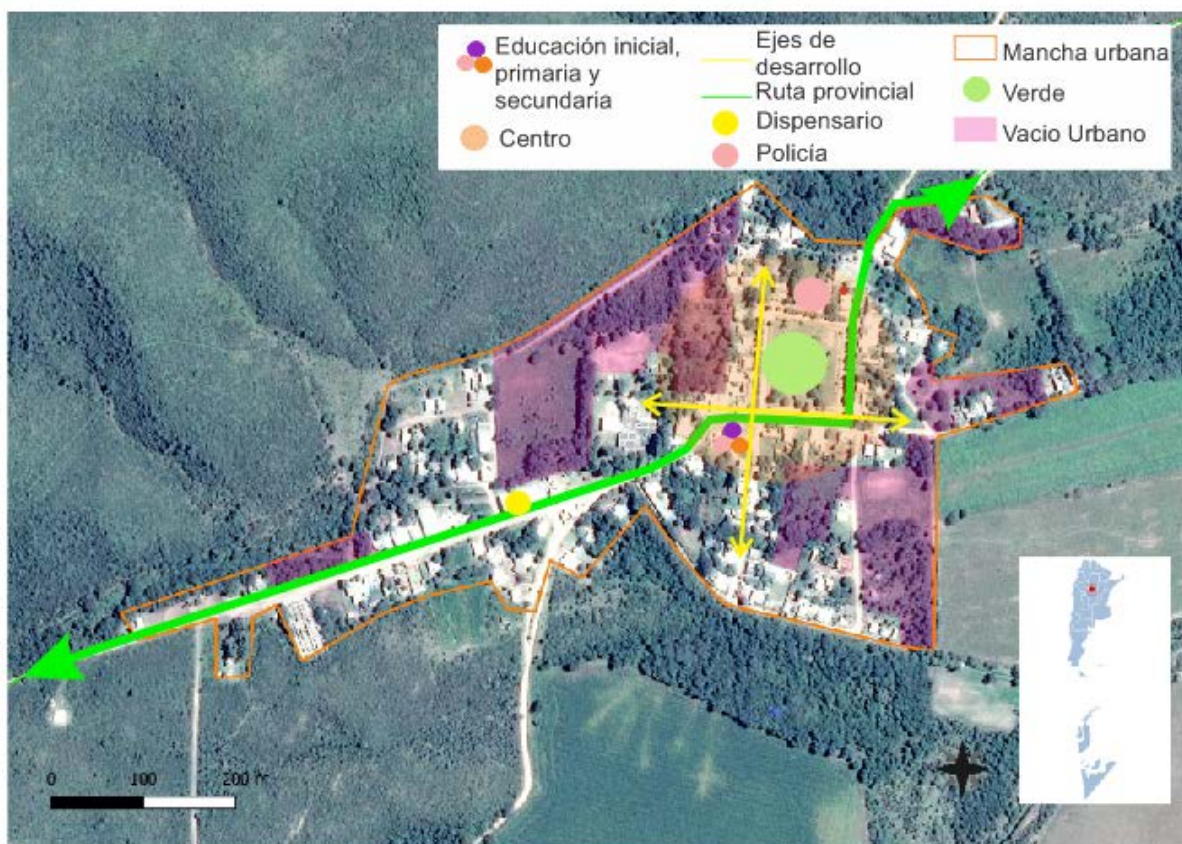 Educación inicial,
primaria y
secundaria
Centro
Ejes de
desarrollo
Ruta provincial
Dispensario
Policía
Mancha urbana
Verde
Vacio Urbano
0 100 200